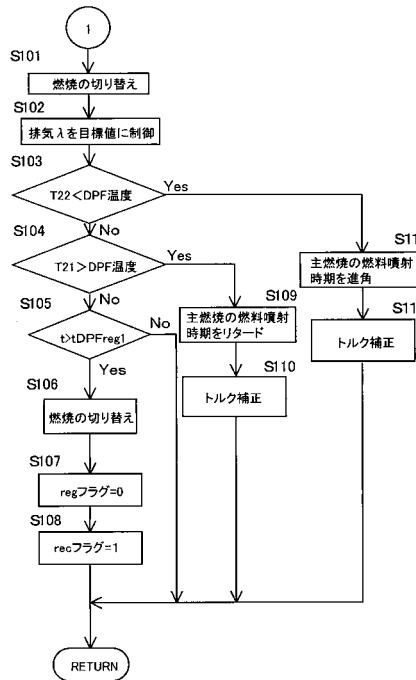 1
S101
燃焼の切り替え
S102
排気λを目標値に制御
S103
T22<DPF温度
Yes
No
S104
T21>DPF温度
Yes
No
S105
t>tDPFreg1
No
Yes
S106
燃焼の切り替え
S107
regフラグ=0
S108
recフラグ=1
S109
主燃焼の燃料噴射
時期をリタード
S110
トルク補正
S11
主燃焼の燃料噴射
時期を進角
S11
トルク補正
RETURN